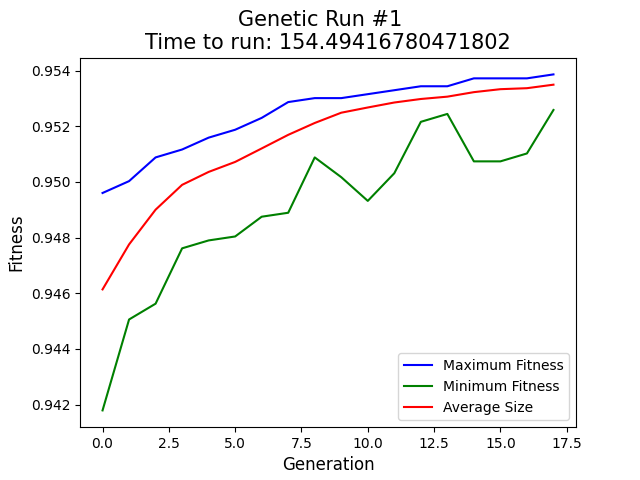 Genetic Run #1
Time to run: 154.49416780471802
0.954
0.952
0.950
0.948
0.946
0.944
0.942
Fitness
Maximum Fitness
Minimum Fitness
Average Size
0.0 2.5 5.0 7.5 10.0 12.5 15.0 17.5
Generation